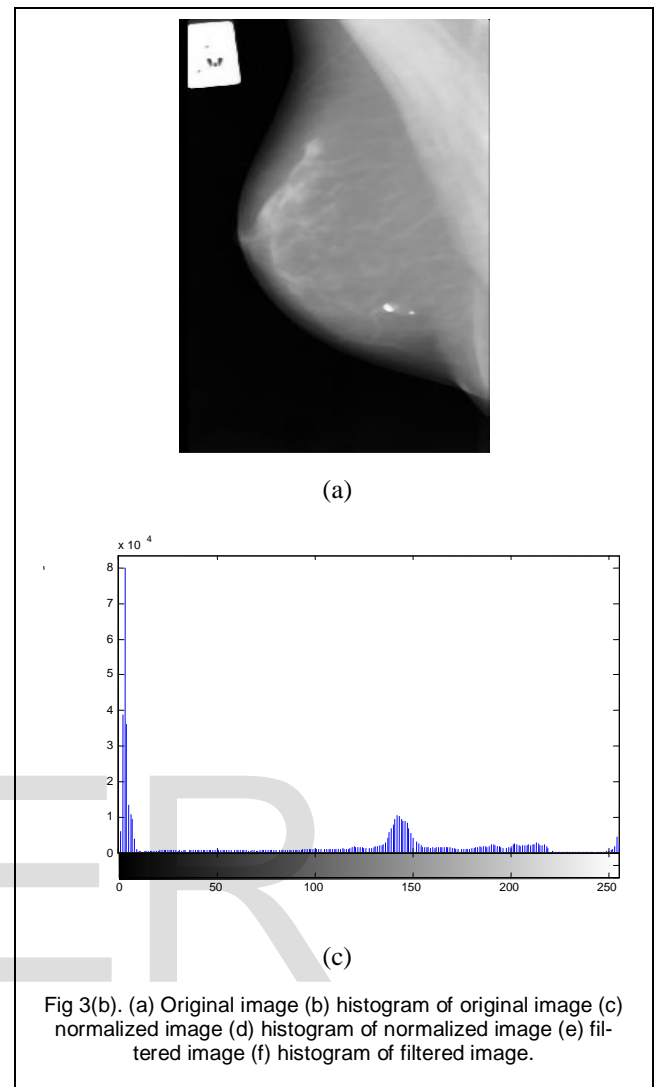 (a)
x 10 4
8
7
6
5
4
3
2
1
0
0 50 100 150 200 250
(c)
ER
Fig 3(b). (a) Original image (b) histogram of original image (c)
normalized image (d) histogram of normalized image (e) fil-
tered image (f) histogram of filtered image.